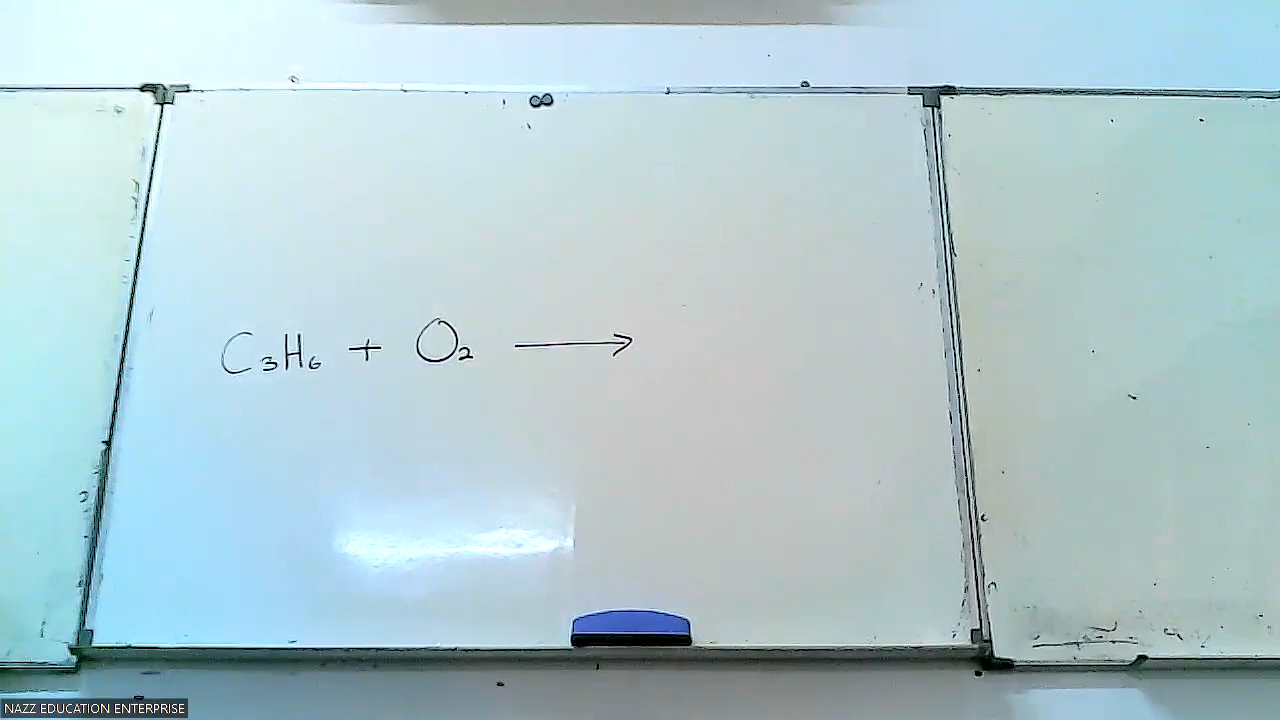 C₃H₆ + O₂ ⟶
NAZZ EDUCATION ENTERPRISE